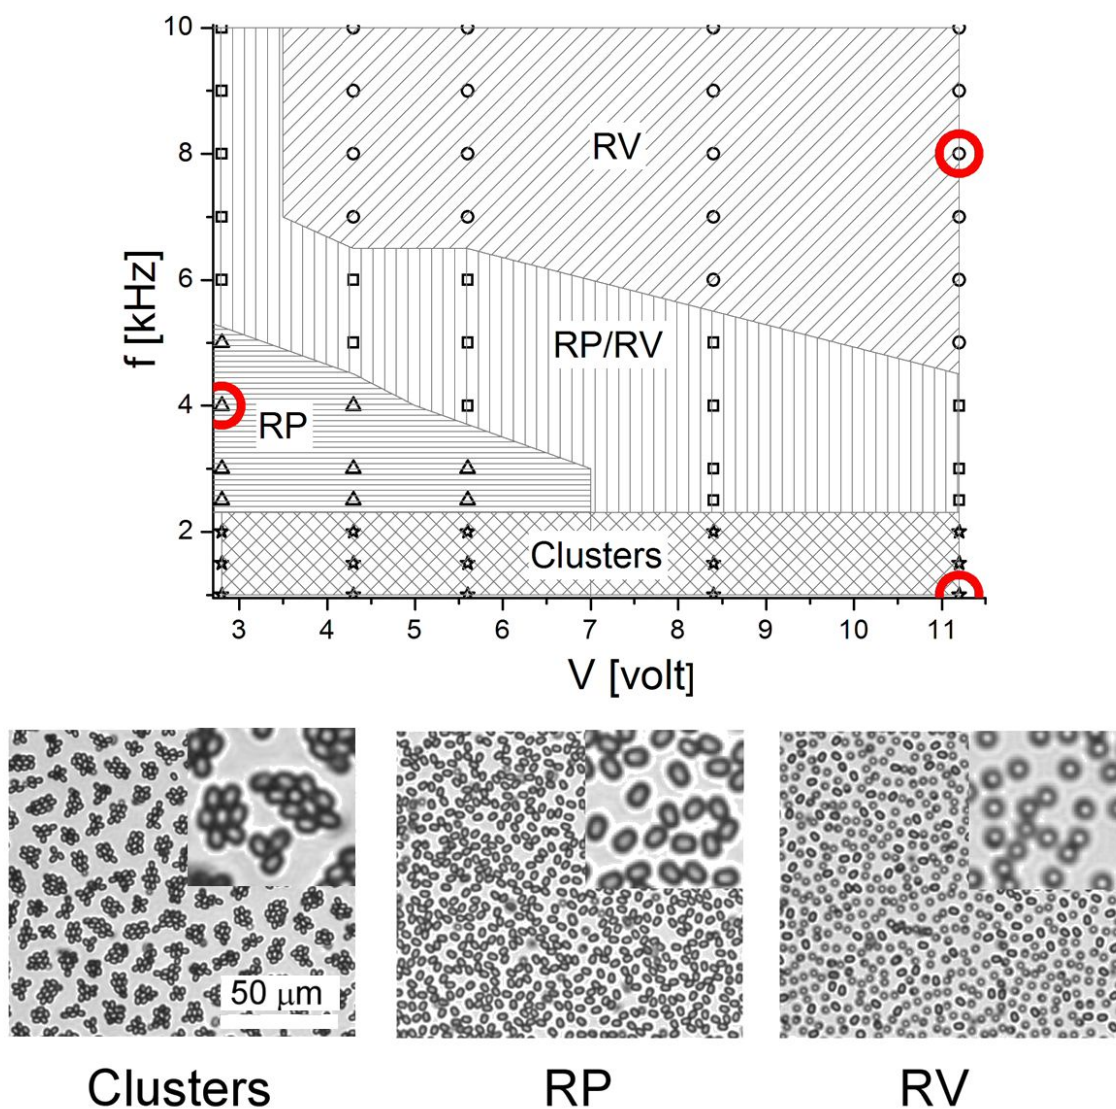 10
8
6
4
2
f [kHz]
RV
RP/RV
RP
Clusters
3 4 5 6 7 8 9 10 11
V [volt]
50 μm
Clusters RP RV